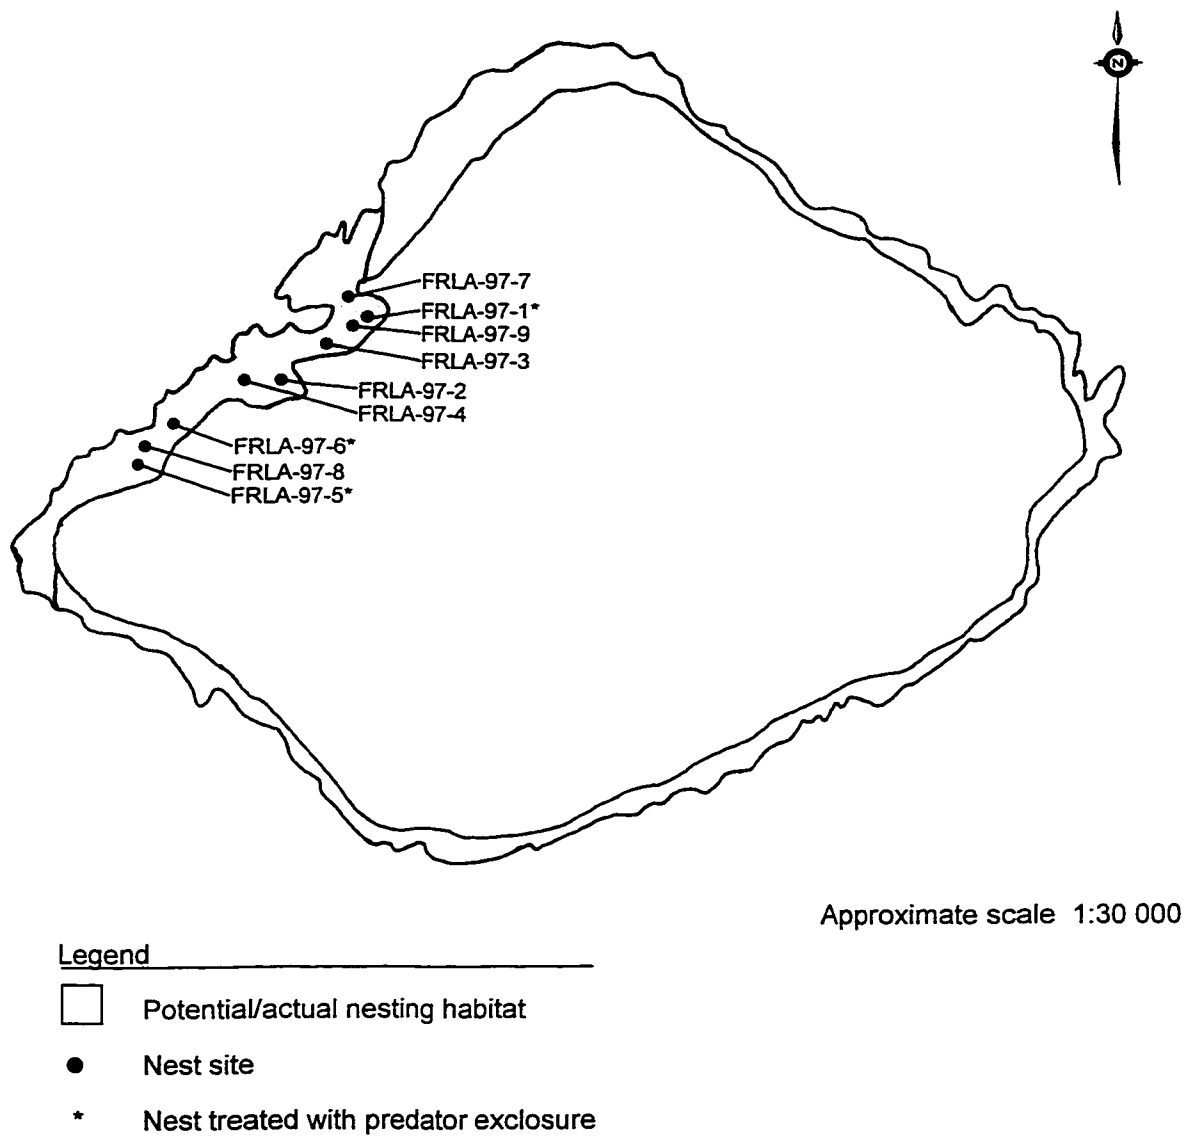 N
FRLA-97-7
FRLA-97-1*
FRLA-97-9
FRLA-97-3
FRLA-97-2
FRLA-97-4
FRLA-97-6*
FRLA-97-8
FRLA-97-5*
Approximate scale 1:30 000
Legend
Potential/actual nesting habitat
Nest site
* Nest treated with predator exclosure